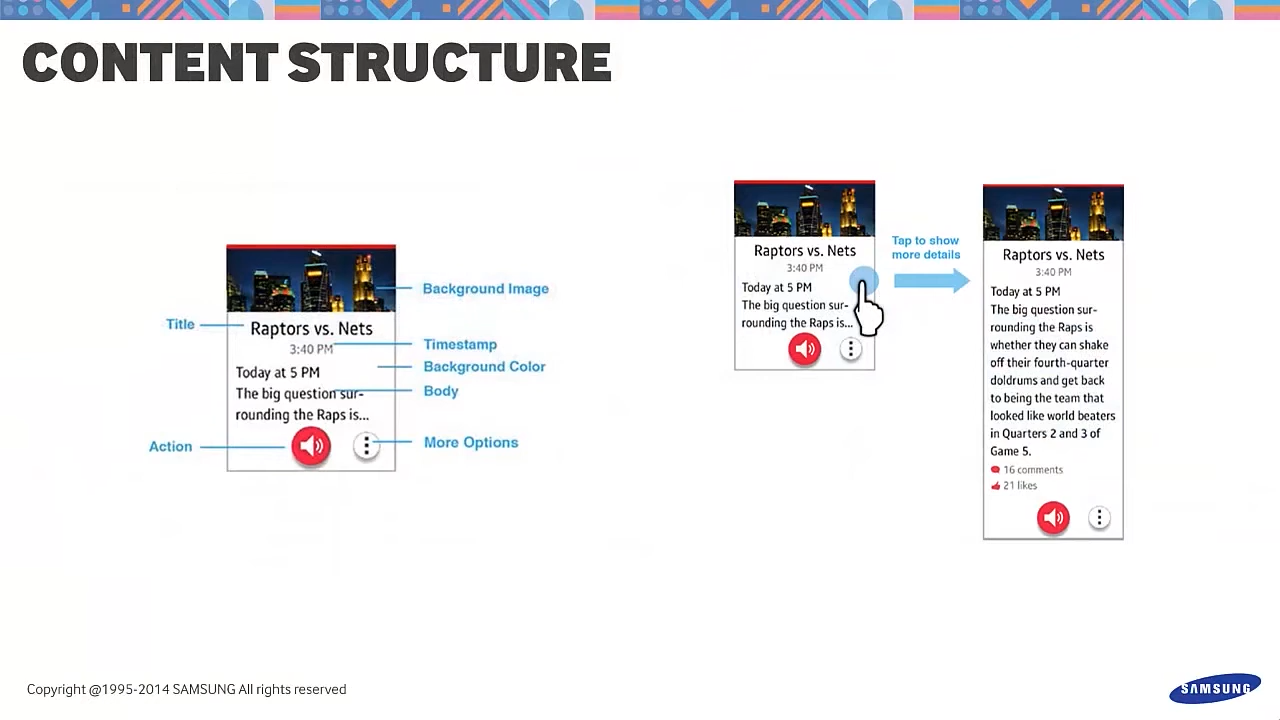 CONTENT STRUCTURE
Raptors vs. Nets
3:40 PM
Today at 5 PM
The big question sur-
rounding the Raps is...
Title
Action
Background Image
Timestamp
Background Color
Body
More Options
Raptors vs. Nets
3:40 PM
Today at 5 PM
The big question sur-
rounding the Raps is...
Tap to show
more details
Raptors vs. Nets
3:40 PM
Today at 5 PM
The big question sur-
rounding the Raps is
whether they can shake
off their fourth-quarter
doldrums and get back
to being the team that
looked like world beaters
in Quarters 2 and 3 of
Game 5.
16 comments
21 likes
Copyright @1995-2014 SAMSUNG All rights reserved
SAMSUNG